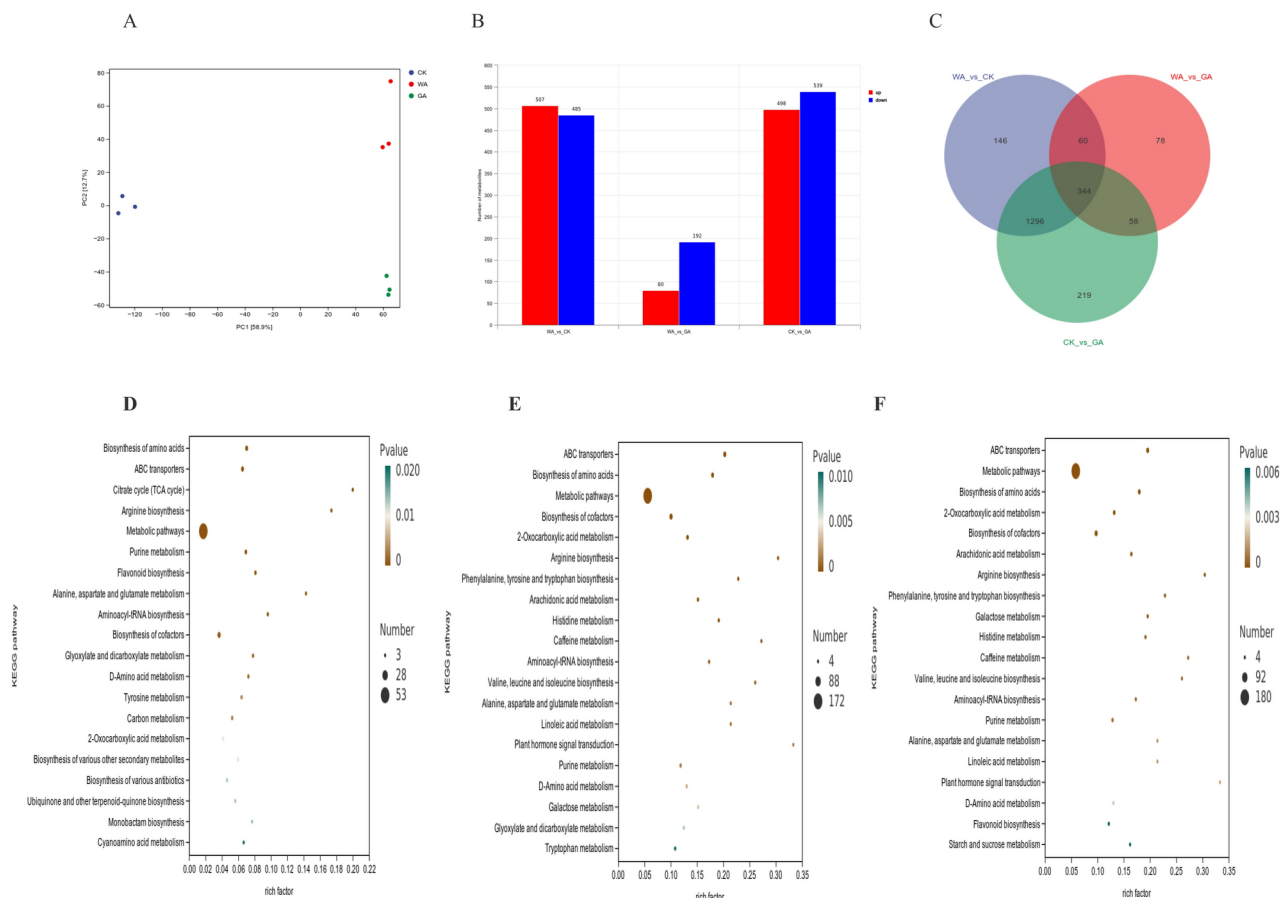 A
CK
WA
GA
80
60
40
20
0
−20
−40
−60
PC2 [12.7%]
−120
−100
−80
−60
−40
−20
0
20
40
60
PC1 [58.9%]
B
600
550
500
450
400
350
300
250
200
150
100
50
0
Number of metabolites
507
485
80
192
498
539
up
down
WA_vs_CK
WA_vs_GA
CK_vs_GA
C
WA_vs_CK
WA_vs_GA
146
60
78
344
1296
58
219
CK_vs_GA
D
KEGG pathway
Biosynthesis of amino acids
ABC transporters
Citrate cycle (TCA cycle)
Arginine biosynthesis
Metabolic pathways
Purine metabolism
Flavonoid biosynthesis
Alanine, aspartate and glutamate metabolism
Aminoacyl-tRNA biosynthesis
Biosynthesis of cofactors
Glyoxylate and dicarboxylate metabolism
D-Amino acid metabolism
Tyrosine metabolism
Carbon metabolism
2-Oxocarboxylic acid metabolism
Biosynthesis of various other secondary metabolites
Biosynthesis of various antibiotics
Ubiquinone and other terpenoid-quinone biosynthesis
Monobactam biosynthesis
Cyanoamino acid metabolism
0.00 0.02 0.04 0.06 0.08 0.10 0.12 0.14 0.16 0.18 0.20 0.22
rich factor
Pvalue
0.020
0.01
0
Number
3
28
53
E
KEGG pathway
ABC transporters
Biosynthesis of amino acids
Metabolic pathways
Biosynthesis of cofactors
2-Oxocarboxylic acid metabolism
Arginine biosynthesis
Phenylalanine, tyrosine and tryptophan biosynthesis
Arachidonic acid metabolism
Histidine metabolism
Caffeine metabolism
Aminoacyl-tRNA biosynthesis
Valine, leucine and isoleucine biosynthesis
Alanine, aspartate and glutamate metabolism
Linoleic acid metabolism
Plant hormone signal transduction
Purine metabolism
D-Amino acid metabolism
Galactose metabolism
Glyoxylate and dicarboxylate metabolism
Tryptophan metabolism
0.00 0.05 0.10 0.15 0.20 0.25 0.30 0.35
rich factor
Pvalue
0.010
0.005
0
Number
4
88
172
F
KEGG pathway
ABC transporters
Metabolic pathways
Biosynthesis of amino acids
2-Oxocarboxylic acid metabolism
Biosynthesis of cofactors
Arachidonic acid metabolism
Arginine biosynthesis
Phenylalanine, tyrosine and tryptophan biosynthesis
Galactose metabolism
Histidine metabolism
Caffeine metabolism
Valine, leucine and isoleucine biosynthesis
Aminoacyl-tRNA biosynthesis
Purine metabolism
Alanine, aspartate and glutamate metabolism
Linoleic acid metabolism
Plant hormone signal transduction
D-Amino acid metabolism
Flavonoid biosynthesis
Starch and sucrose metabolism
0.00 0.05 0.10 0.15 0.20 0.25 0.30 0.35
rich factor
Pvalue
0.006
0.003
0
Number
4
92
180